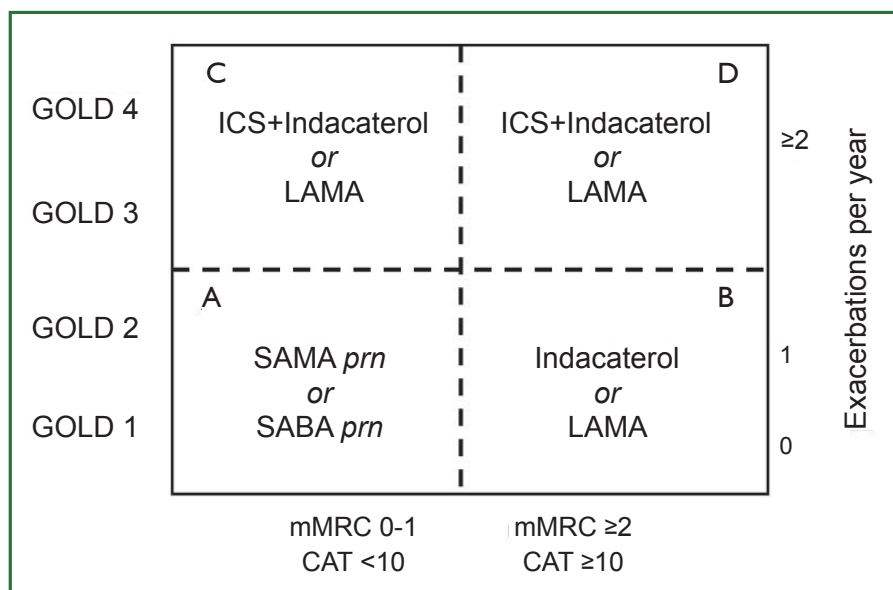 C
D
GOLD 4
ICS+Indacaterol
or
LAMA
ICS+Indacaterol
or
LAMA
≥2
GOLD 3
A
B
GOLD 2
SAMA prn
or
SABA prn
Indacaterol
or
LAMA
1
GOLD 1
0
Exacerbations per year
mMRC 0-1
CAT <10
mMRC ≥2
CAT ≥10